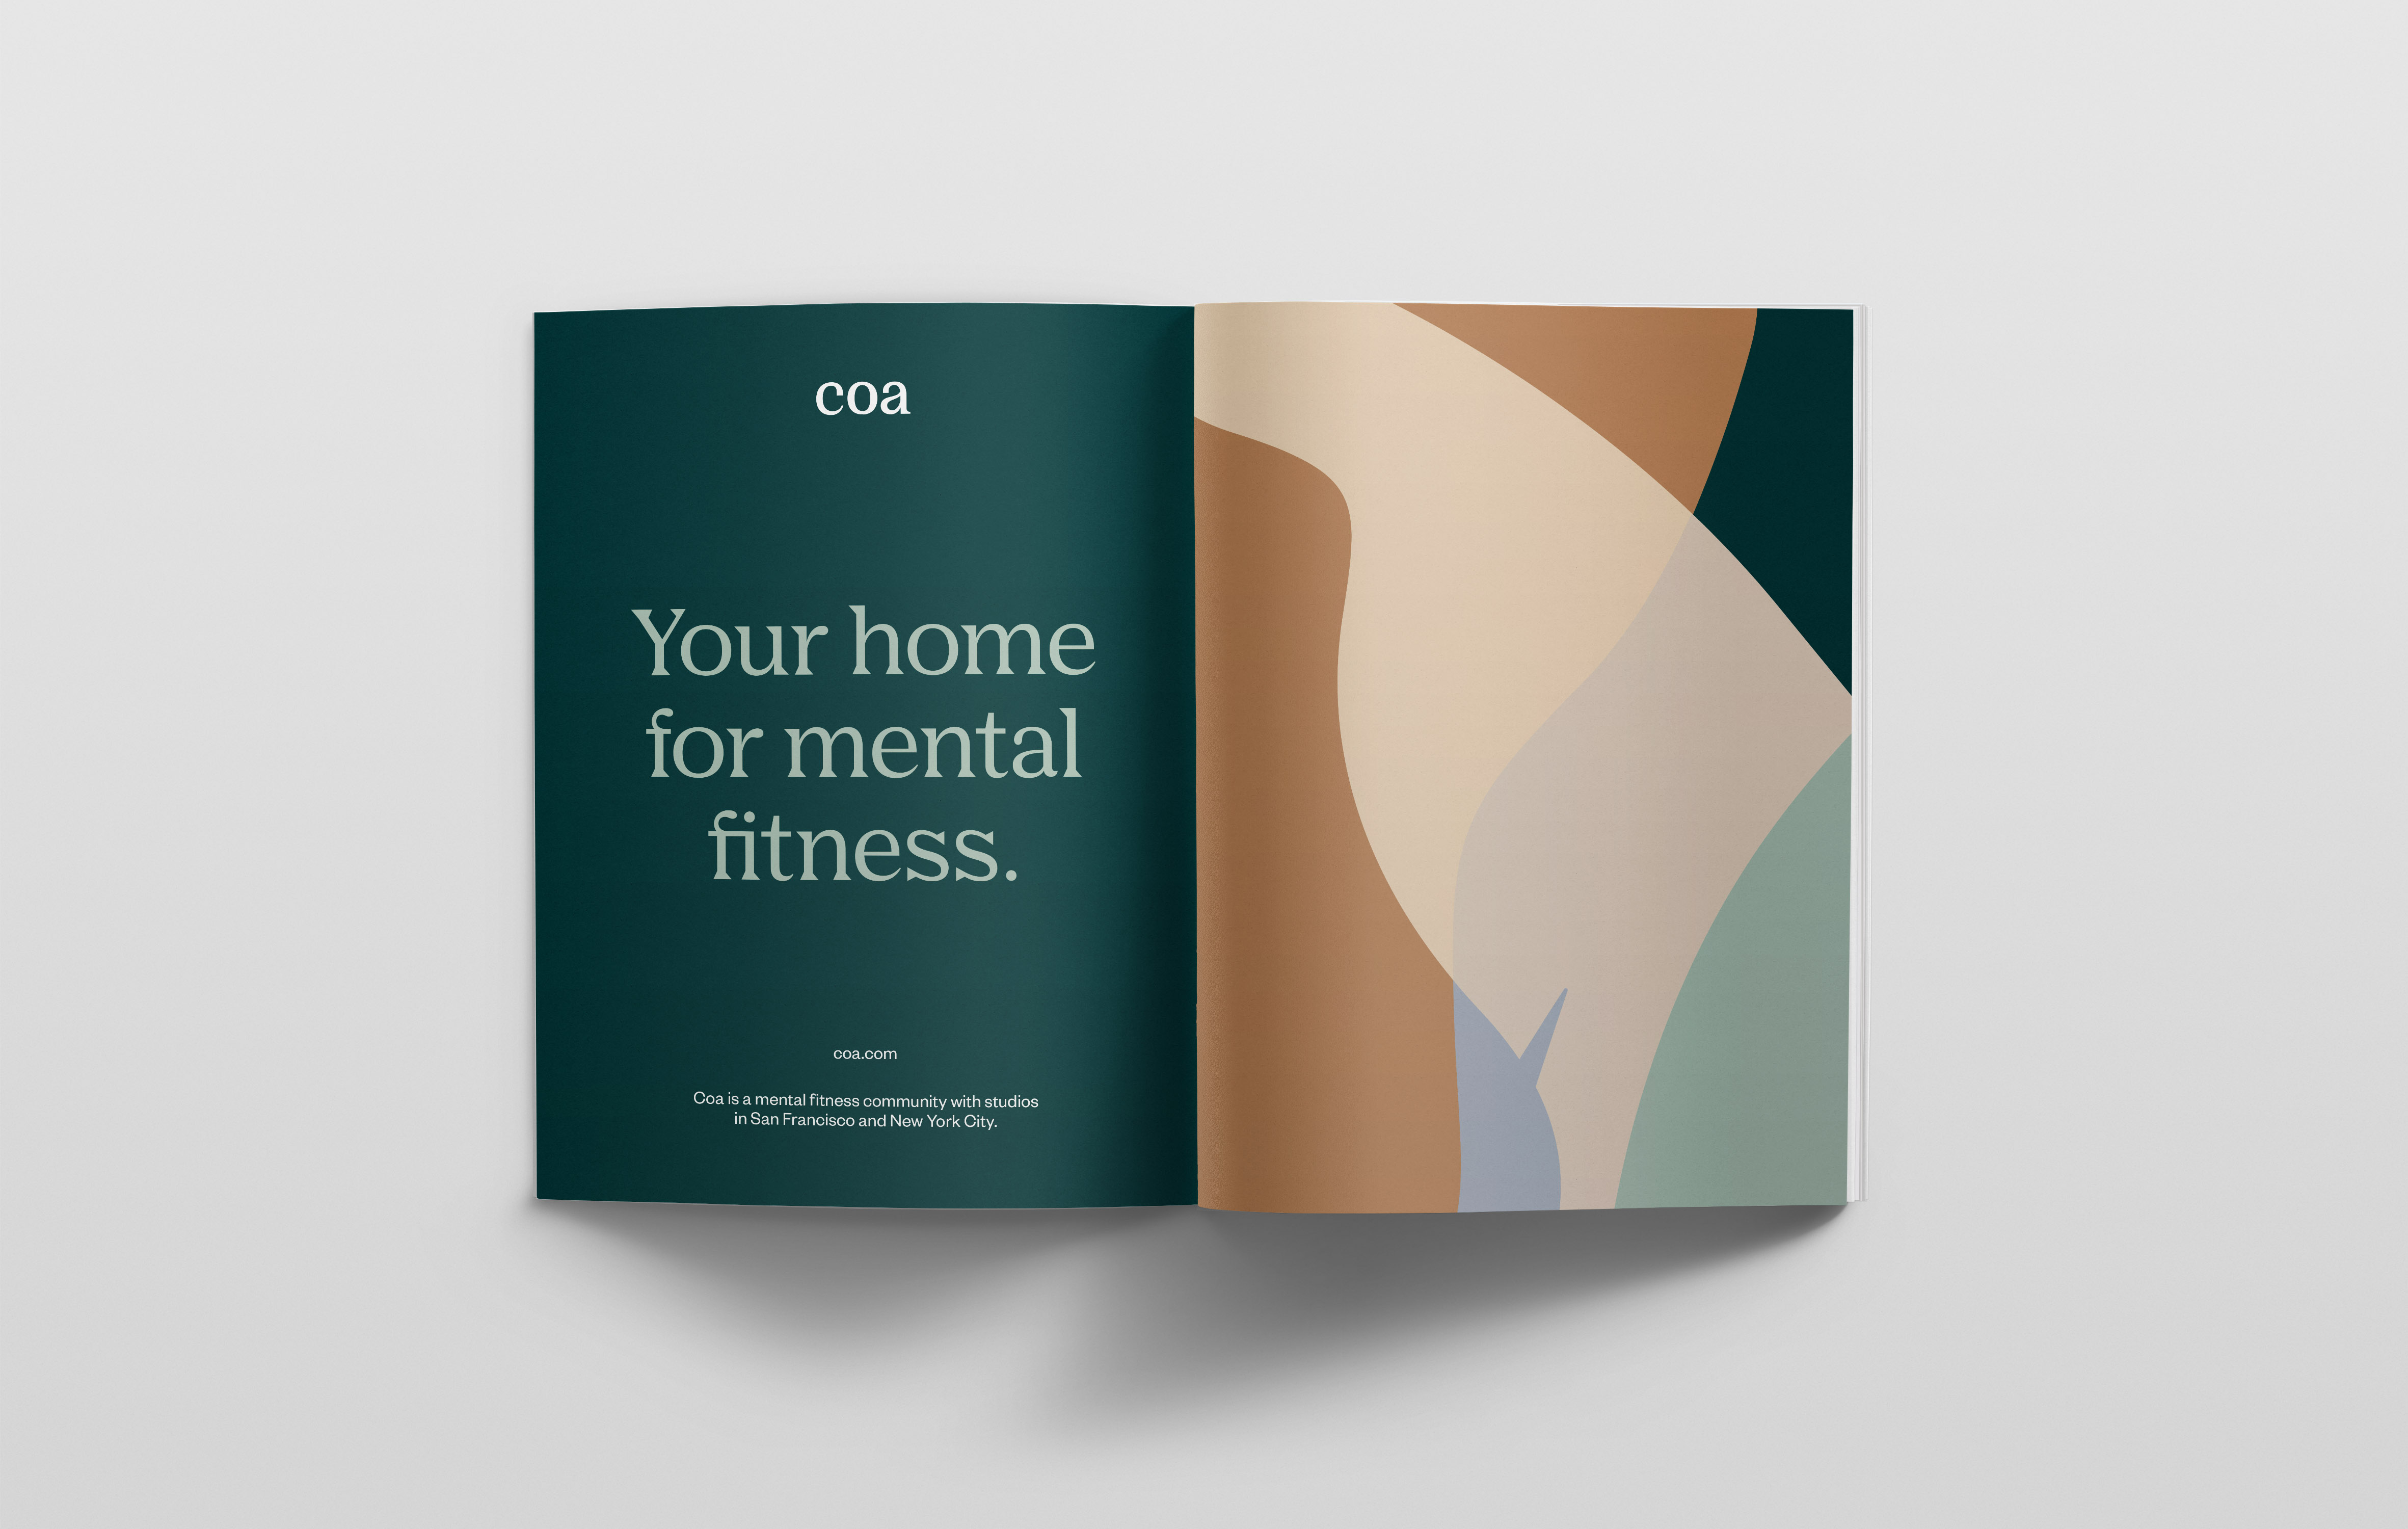 coa
Your home
for mental
fitness.
coa.com
Coa is a mental fitness community with studios
in San Francisco and New York City.